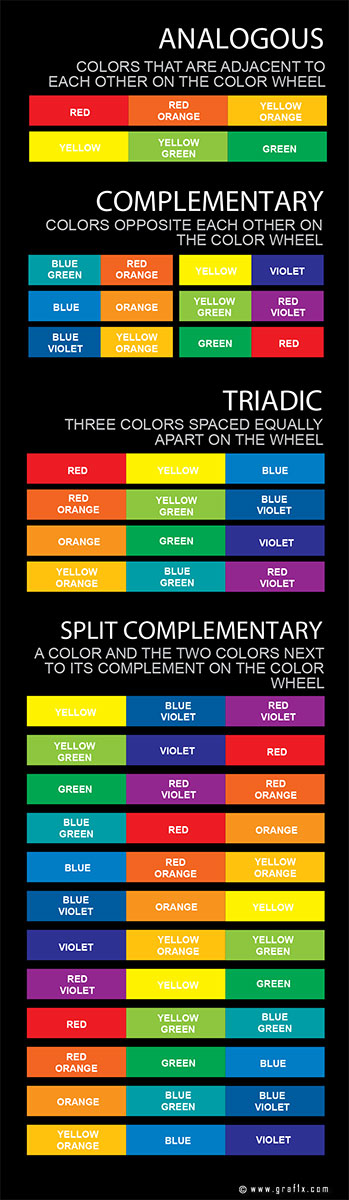 ANALOGOUS
COLORS THAT ARE ADJACENT TO
EACH OTHER ON THE COLOR WHEEL
RED
RED
ORANGE
YELLOW
ORANGE
YELLOW
YELLOW
GREEN
GREEN
COMPLEMENTARY
COLORS OPPOSITE EACH OTHER ON
THE COLOR WHEEL
BLUE
GREEN
RED
ORANGE
YELLOW
VIOLET
BLUE
ORANGE
YELLOW
GREEN
RED
VIOLET
BLUE
VIOLET
YELLOW
ORANGE
GREEN
RED
TRIADIC
THREE COLORS SPACED EQUALLY
APART ON THE WHEEL
RED
YELLOW
BLUE
RED
ORANGE
YELLOW
GREEN
BLUE
VIOLET
ORANGE
GREEN
VIOLET
YELLOW
ORANGE
BLUE
GREEN
RED
VIOLET
SPLIT COMPLEMENTARY
A COLOR AND THE TWO COLORS NEXT
TO ITS COMPLEMENT ON THE COLOR
WHEEL
YELLOW
BLUE
VIOLET
RED
VIOLET
YELLOW
GREEN
VIOLET
RED
GREEN
RED
VIOLET
RED
ORANGE
BLUE
GREEN
RED
ORANGE
BLUE
RED
ORANGE
YELLOW
ORANGE
BLUE
VIOLET
ORANGE
YELLOW
VIOLET
YELLOW
ORANGE
YELLOW
GREEN
RED
VIOLET
YELLOW
GREEN
RED
YELLOW
GREEN
BLUE
GREEN
RED
ORANGE
GREEN
BLUE
ORANGE
BLUE
GREEN
BLUE
VIOLET
YELLOW
ORANGE
BLUE
VIOLET
© www.graf1x.com